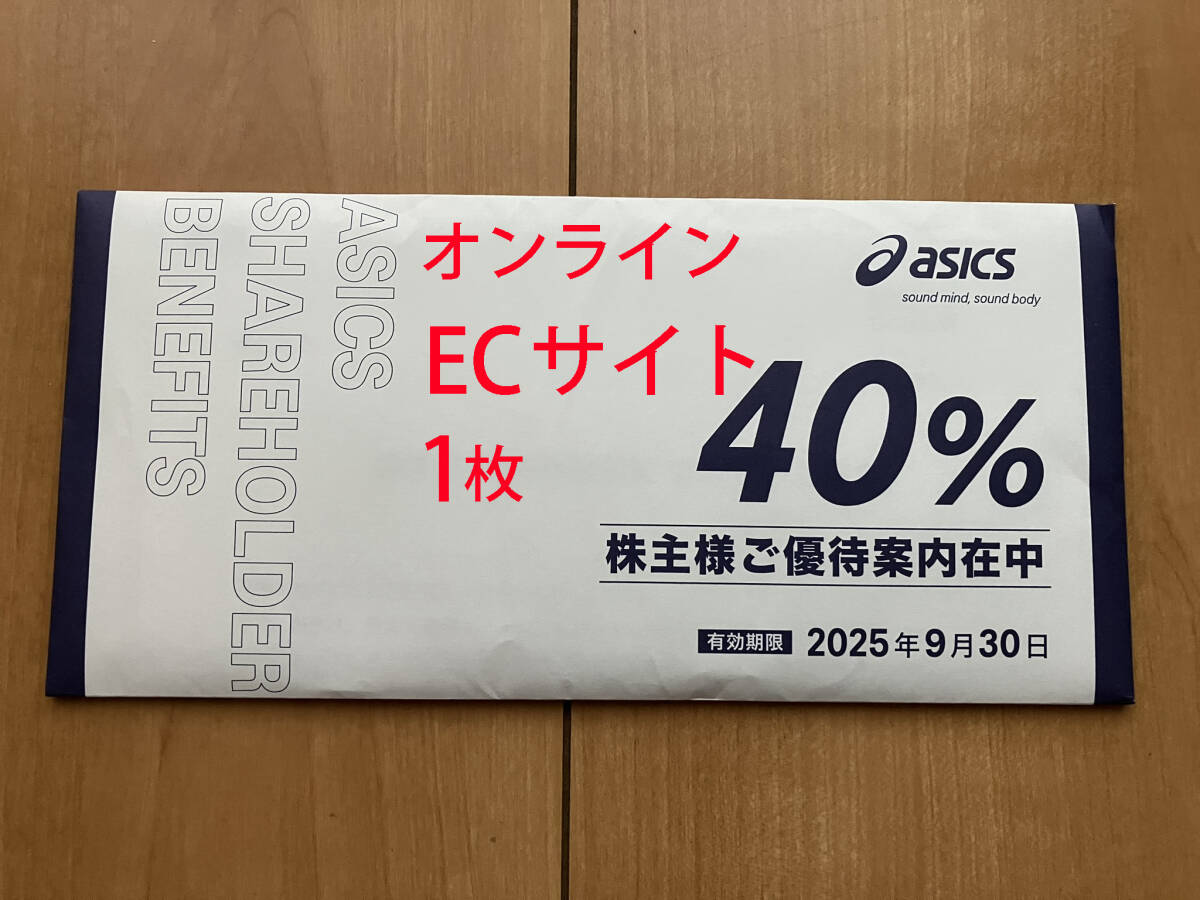 ASICS
SHAREHOLDER
BENEFITS
オンライン
ECサイト
1枚
asics
sound mind, sound body
40%
株主様ご優待案内在中
有効期限 2025年9月30日